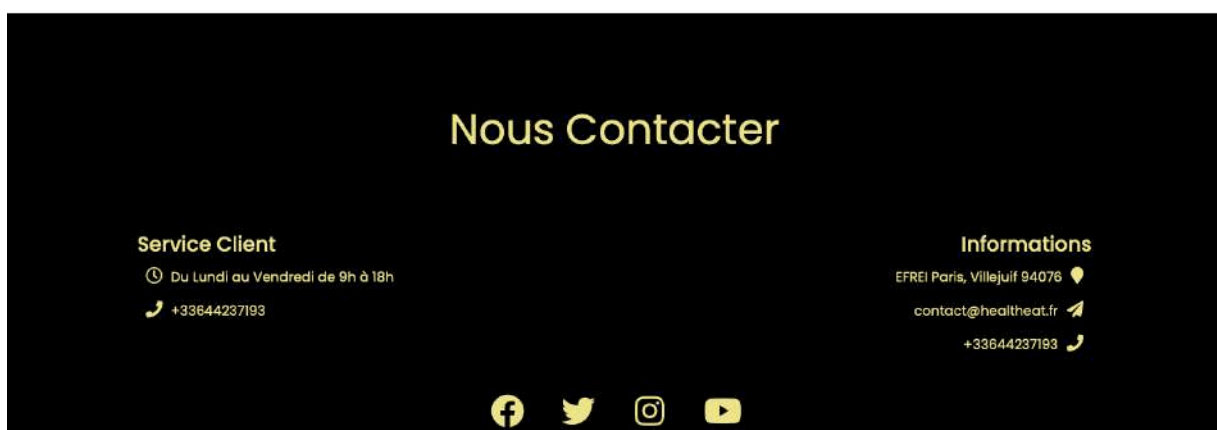 Nous Contacter
Service Client
Du Lundi au Vendredi de 9h à 18h
+33644237193
Informations
EFREI Paris, Villejuif 94076
contact@healtheat.fr
+33644237193